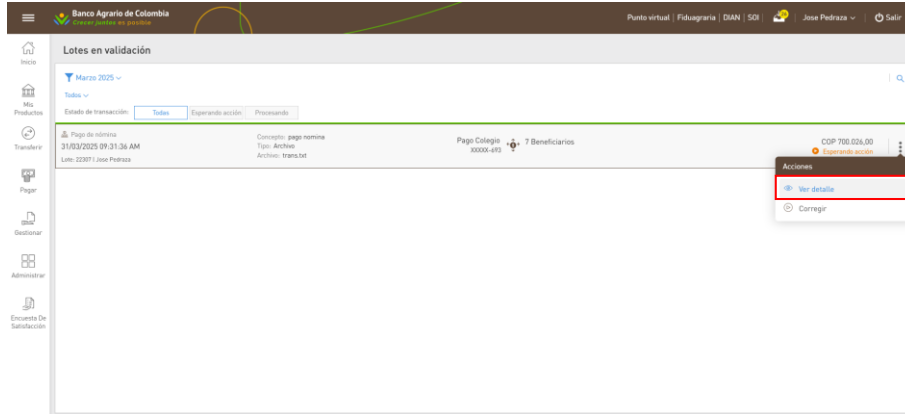 Banco Agrario de Colombia
Crecer juntos es posible
Punto virtual | Fiduagraria | DIAN | SOI |
Jose Pedraza
Salir
Inicio
Mis
Productos
Transferir
Pagar
Gestionar
Administrar
Encuesta De
Satisfacción
Lotes en validación
Marzo 2025
Todos
Estado de transacción:
Todas
Esperando acción
Procesando
Pago de nómina
31/03/2025 09:31:36 AM
Lote: 22307 | Jose Pedraza
Concepto: pago nomina
Tipo: Archivo
Archivo: trans.txt
Pago Colegio
XXXXX-693
7 Beneficiarios
COP 700.026,00
Esperando acción
Acciones
Ver detalle
Corregir